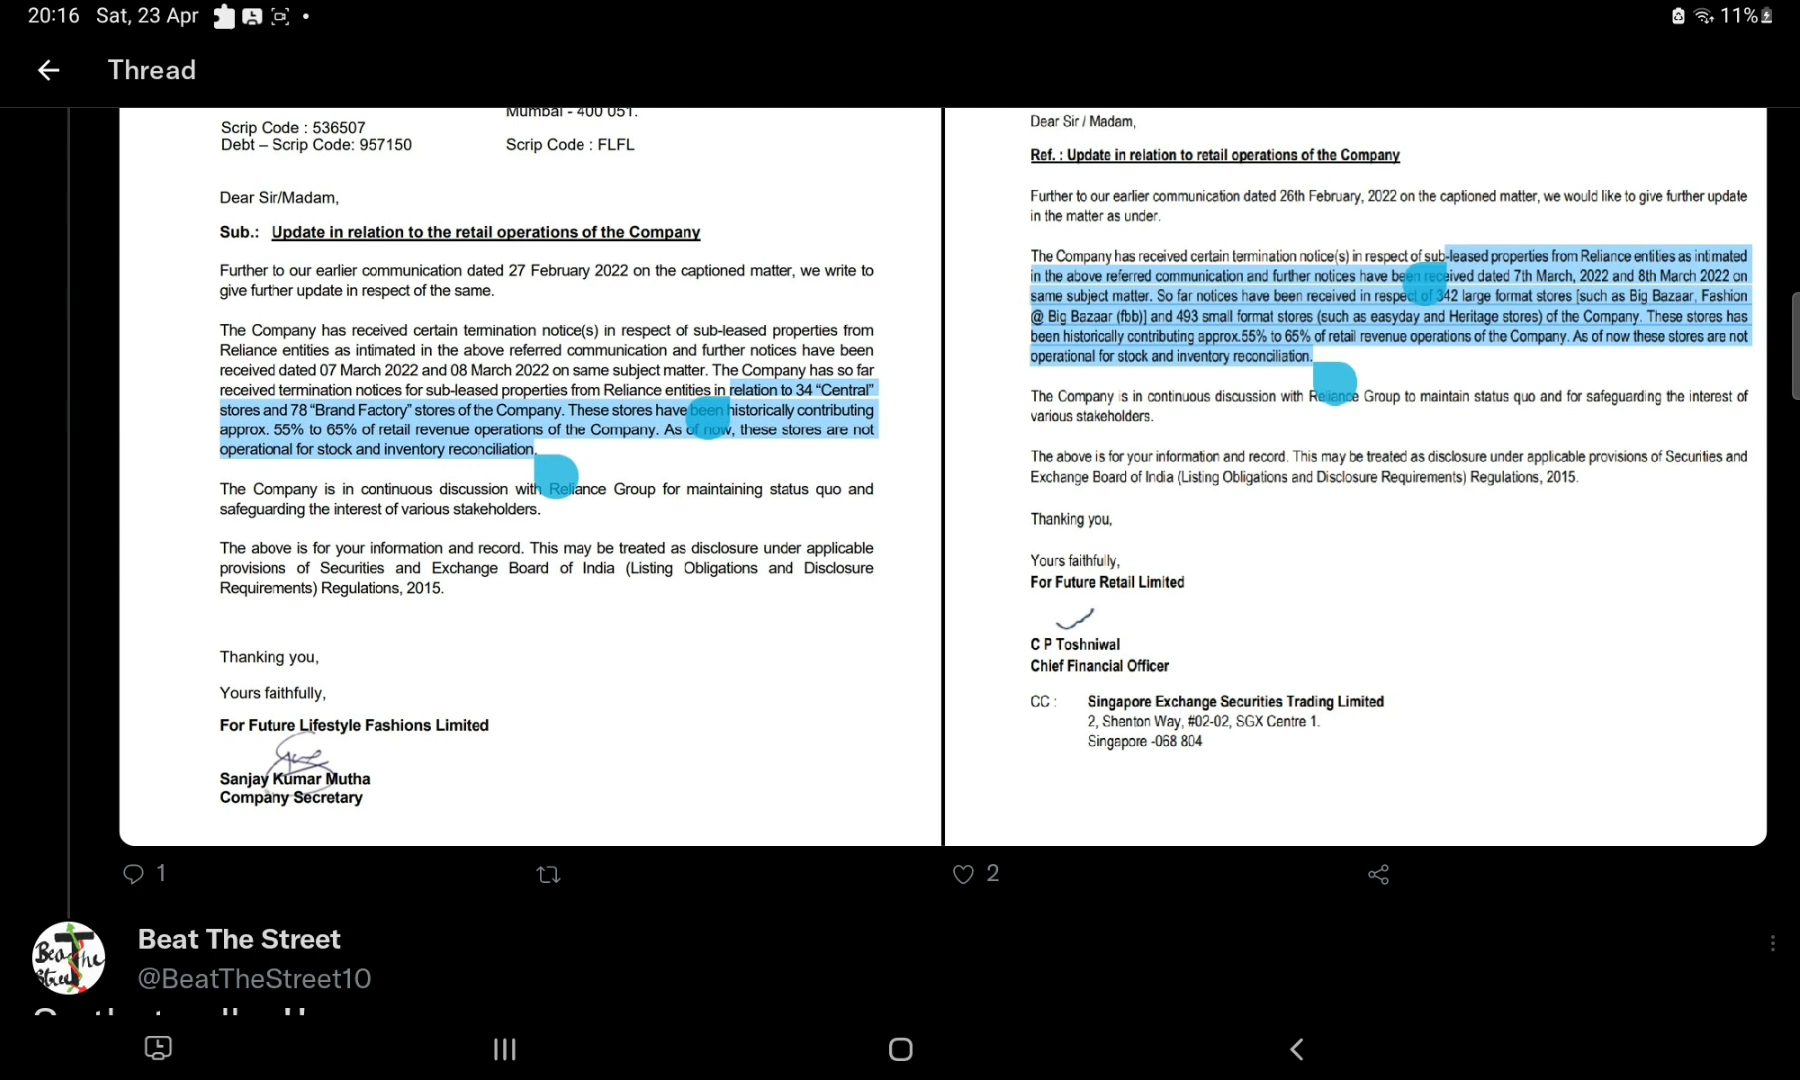 20:16 Sat, 23 Apr
11%
Thread
Mumbai - 400 051.
Scrip Code : 536507
Debt – Scrip Code: 957150
Scrip Code : FLFL
Dear Sir/Madam,
Sub.: Update in relation to the retail operations of the Company
Further to our earlier communication dated 27 February 2022 on the captioned matter, we write to
give further update in respect of the same.
The Company has received certain termination notice(s) in respect of sub-leased properties from
Reliance entities as intimated in the above referred communication and further notices have been
received dated 07 March 2022 and 08 March 2022 on same subject matter. The Company has so far
received termination notices for sub-leased properties from Reliance entities in relation to 34 “Central”
stores and 78 “Brand Factory” stores of the Company. These stores have been historically contributing
approx. 55% to 65% of retail revenue operations of the Company. As of now, these stores are not
operational for stock and inventory reconciliation.
The Company is in continuous discussion with Reliance Group for maintaining status quo and
safeguarding the interest of various stakeholders.
The above is for your information and record. This may be treated as disclosure under applicable
provisions of Securities and Exchange Board of India (Listing Obligations and Disclosure
Requirements) Regulations, 2015.
Thanking you,
Yours faithfully,
For Future Lifestyle Fashions Limited
Sanjay Kumar Mutha
Company Secretary
Dear Sir / Madam,
Ref. : Update in relation to retail operations of the Company
Further to our earlier communication dated 26th February, 2022 on the captioned matter, we would like to give further update
in the matter as under.
The Company has received certain termination notice(s) in respect of sub-leased properties from Reliance entities as intimated
in the above referred communication and further notices have been received dated 7th March, 2022 and 8th March 2022 on
same subject matter. So far notices have been received in respect of 342 large format stores [such as Big Bazaar, Fashion
@ Big Bazaar (fbb)] and 493 small format stores (such as easyday and Heritage stores) of the Company. These stores has
been historically contributing approx.55% to 65% of retail revenue operations of the Company. As of now these stores are not
operational for stock and inventory reconciliation.
The Company is in continuous discussion with Reliance Group to maintain status quo and for safeguarding the interest of
various stakeholders.
The above is for your information and record. This may be treated as disclosure under applicable provisions of Securities and
Exchange Board of India (Listing Obligations and Disclosure Requirements) Regulations, 2015.
Thanking you,
Yours faithfully,
For Future Retail Limited
C P Toshniwal
Chief Financial Officer
CC : Singapore Exchange Securities Trading Limited
2, Shenton Way, #02-02, SGX Centre 1.
Singapore -068 804
1
2
Beat The Street
Beat The Street
@BeatTheStreet10